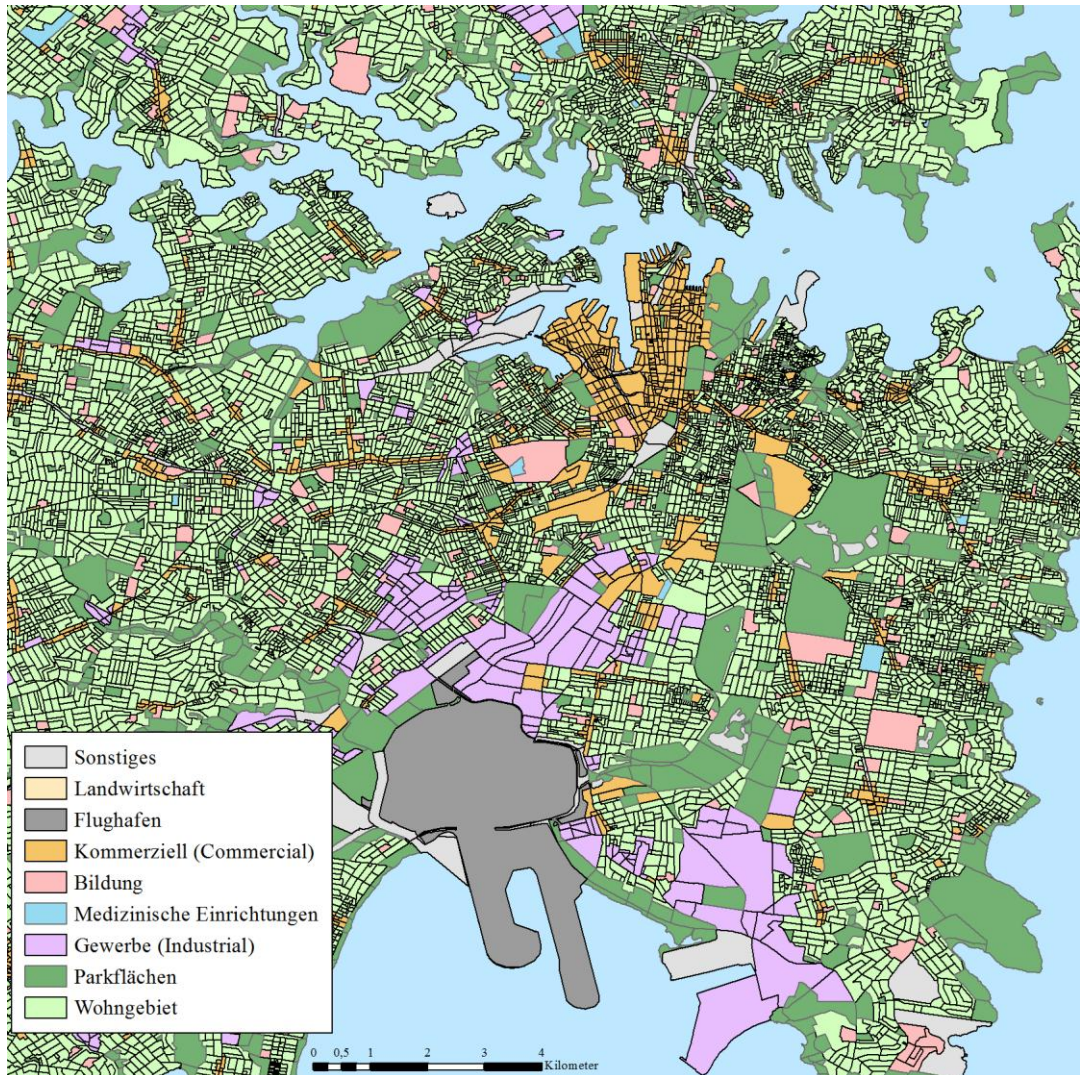 Sonstiges
Landwirtschaft
Flughafen
Kommerziell (Commercial)
Bildung
Medizinische Einrichtungen
Gewerbe (Industrial)
Parkflächen
Wohngebiet
0 0,5 1 2 3 4
Kilometer